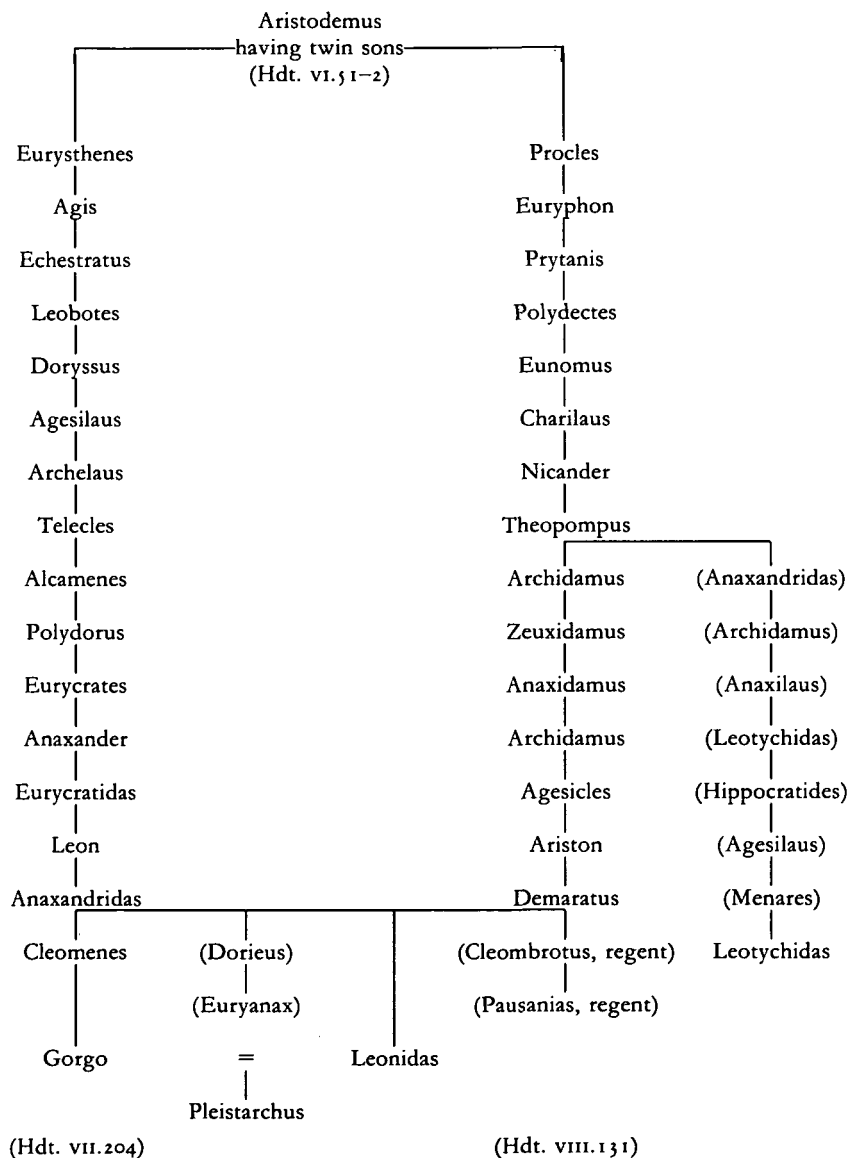 Aristodemus
having twin sons
(Hdt. VI.51–2)
Eurysthenes Procles
Agis Euryphon
Echestratus Prytanis
Leobotes Polydectes
Doryssus Eunomus
Agesilaus Charilaus
Archelaus Nicander
Telecles Theopompus
Alcamenes Archidamus (Anaxandridas)
Polydorus Zeuxidamus (Archidamus)
Eurycrates Anaxidamus (Anaxilaus)
Anaxander Archidamus (Leotychidas)
Eurycratidas Agesicles (Hippocratides)
Leon Ariston (Agesilaus)
Anaxandridas Demaratus (Menares)
Cleomenes (Dorieus) (Cleombrotus, regent) Leotychidas
(Euryanax) (Pausanias, regent)
Gorgo = Leonidas
Pleistarchus
(Hdt. VII.204) (Hdt. VIII.131)